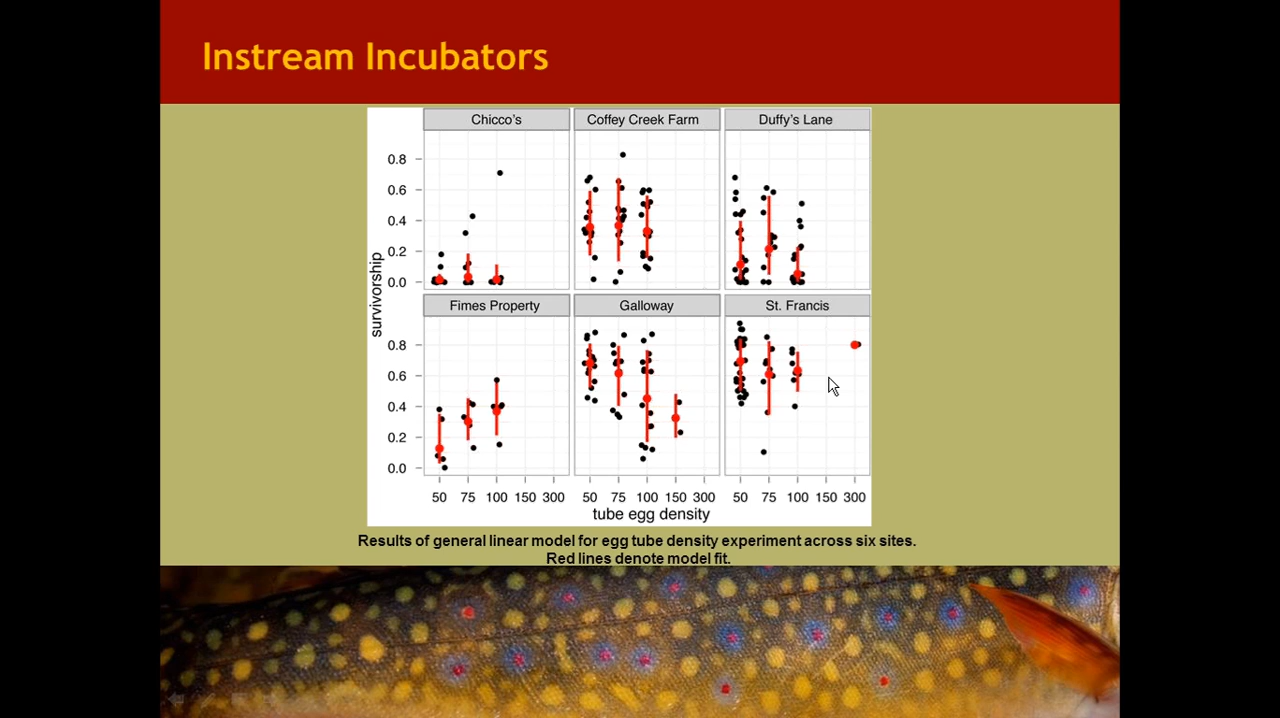 Instream Incubators
Chicco's Coffey Creek Farm Duffy's Lane
0.8
0.6
0.4
0.2
0.0
survivorship
Fimes Property Galloway St. Francis
0.8
0.6
0.4
0.2
0.0
50 75 100 150 300 50 75 100 150 300 50 75 100 150 300
tube egg density
Results of general linear model for egg tube density experiment across six sites.
Red lines denote model fit.